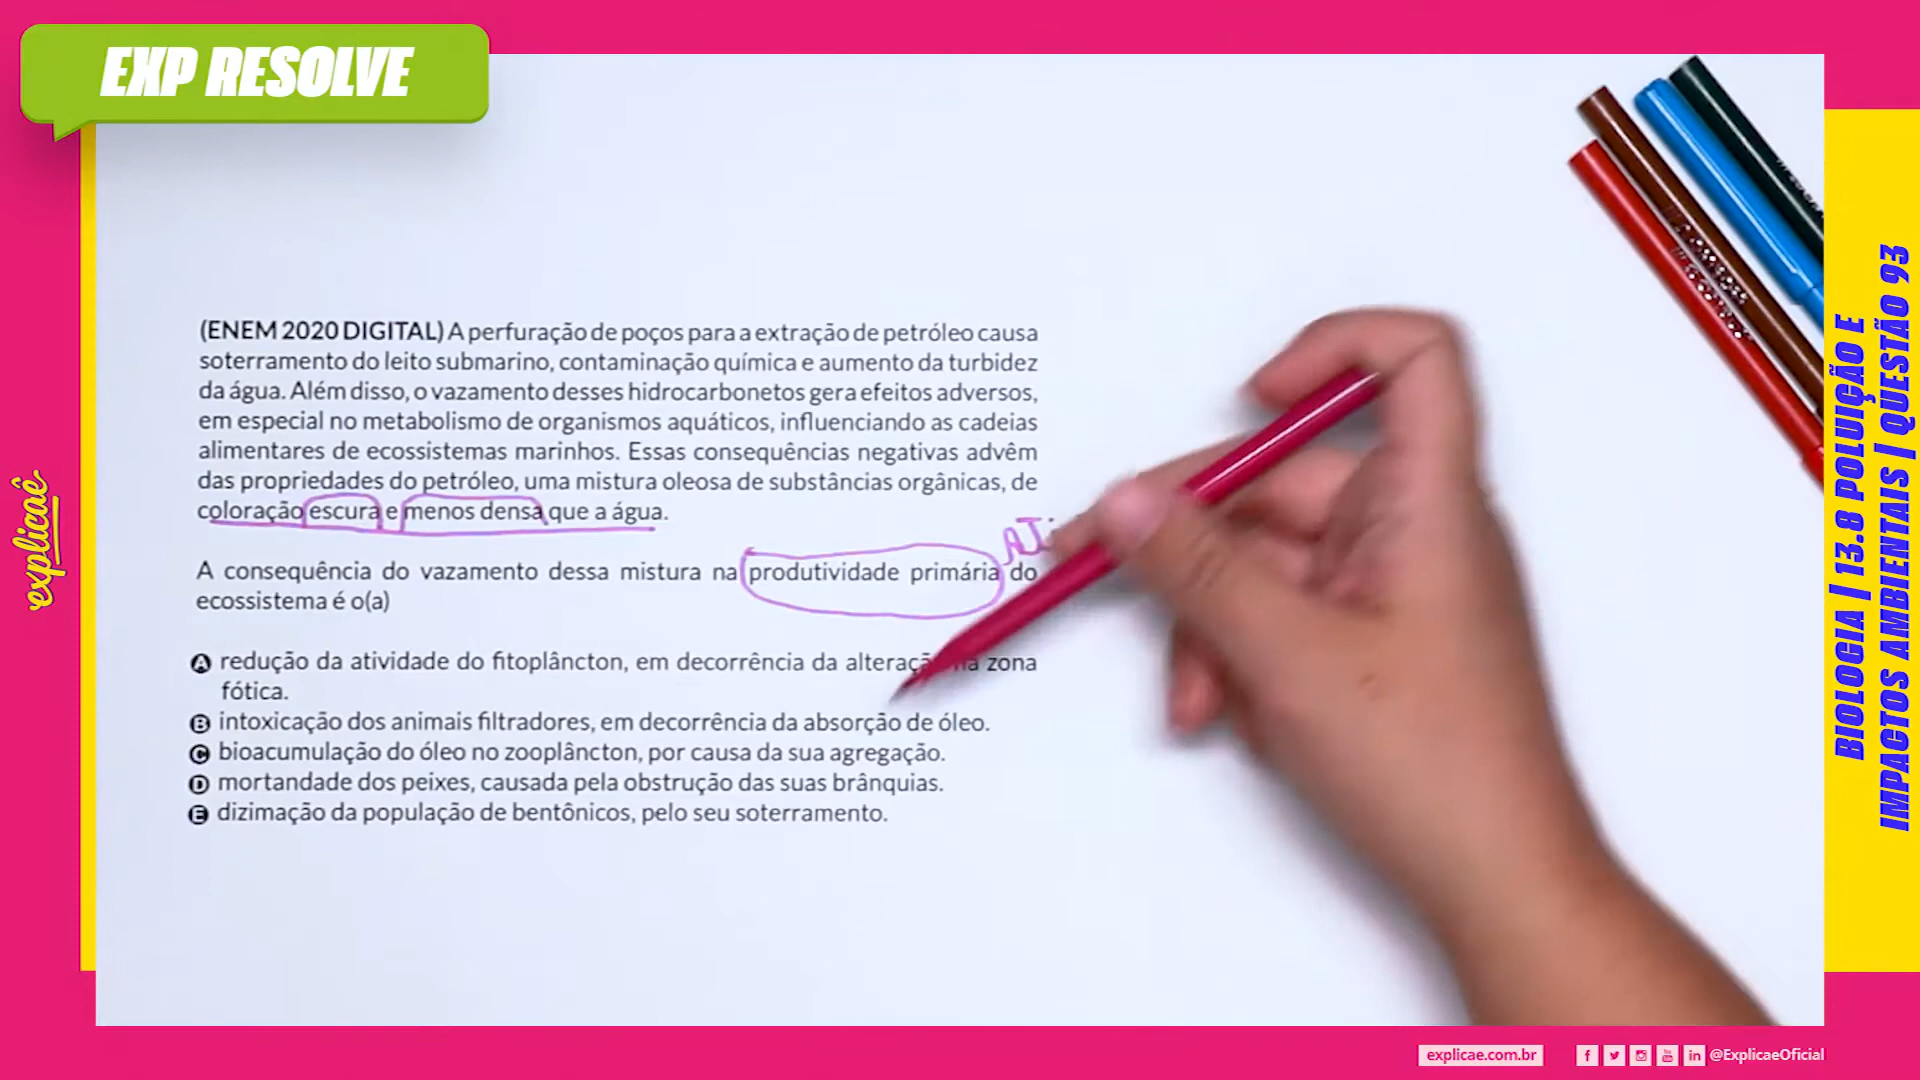 EXP RESOLVE
(ENEM 2020 DIGITAL) A perfuração de poços para a extração de petróleo causa
soterramento do leito submarino, contaminação química e aumento da turbidez
da água. Além disso, o vazamento desses hidrocarbonetos gera efeitos adversos,
em especial no metabolismo de organismos aquáticos, influenciando as cadeias
alimentares de ecossistemas marinhos. Essas consequências negativas advêm
das propriedades do petróleo, uma mistura oleosa de substâncias orgânicas, de
coloração escura e menos densa que a água.
A consequência do vazamento dessa mistura na produtividade primária do
ecossistema é o(a)
A redução da atividade do fitoplâncton, em decorrência da zona
fótica.
B intoxicação dos animais filtradores, em decorrência da absorção de óleo.
C bioacumulação do óleo no zooplâncton, por causa da sua agregação.
D mortandade dos peixes, causada pela obstrução das suas brânquias.
E dizimação da população de bentônicos, pelo seu soterramento.
explicaê
BIOLOGIA | 13.8 POLUIÇÃO E
IMPACTOS AMBIENTAIS | QUESTÃO 93
explicae.com.br
@ExplicaeOficial